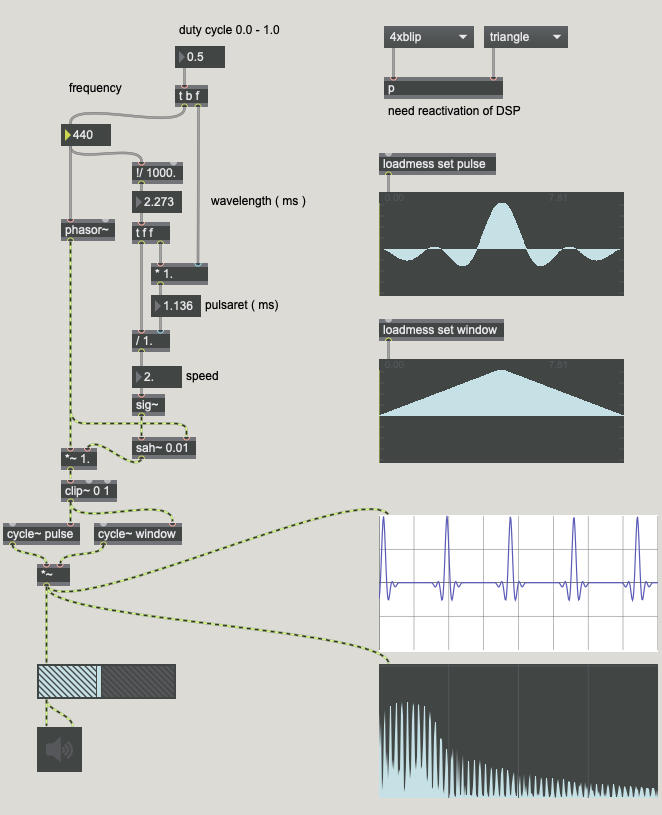 duty cycle 0.0 - 1.0
0.5
4xblip
triangle
frequency
t b f
p
need reactivation of DSP
440
!/ 1000.
loadmess set pulse
2.273
wavelength ( ms )
0.00
7.81
phasor~
t f f
* 1.
1.136
pulsaret ( ms)
loadmess set window
/ 1.
0.00
7.81
2.
speed
sig~
sah~ 0.01
*~ 1.
clip~ 0 1
cycle~ pulse
cycle~ window
*~